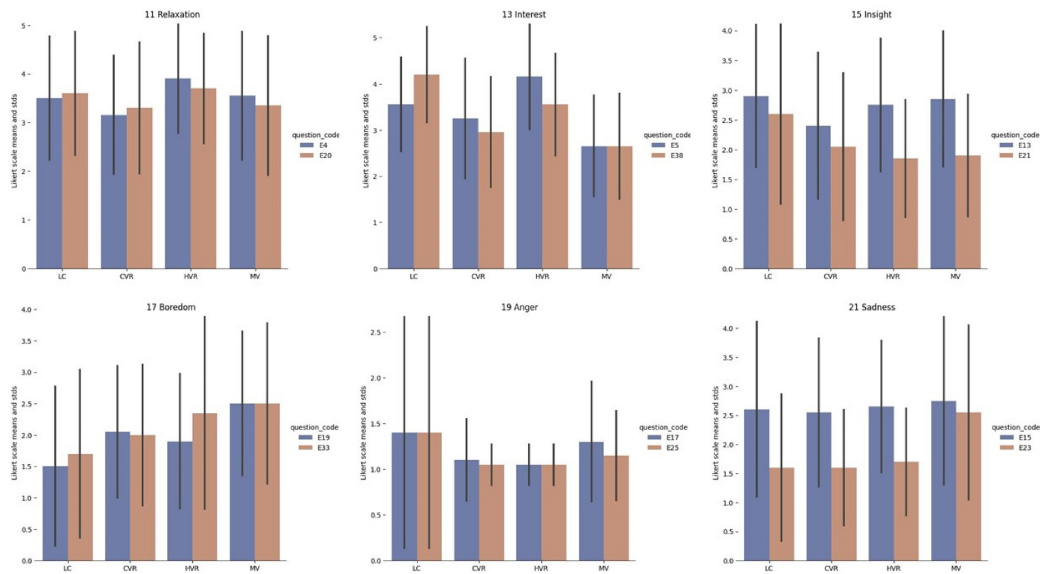 11 Relaxation
Likert scale means and stds
5
4
3
2
1
0
LC CVR HVR MV
question_code
E4
E20
13 Interest
Likert scale means and stds
5
4
3
2
1
0
LC CVR HVR MV
question_code
E5
E38
15 Insight
Likert scale means and stds
4.0
3.5
3.0
2.5
2.0
1.5
1.0
0.5
0.0
LC CVR HVR MV
question_code
E13
E21
17 Boredom
Likert scale means and stds
4.0
3.5
3.0
2.5
2.0
1.5
1.0
0.5
0.0
LC CVR HVR MV
question_code
E19
E33
19 Anger
Likert scale means and stds
2.5
2.0
1.5
1.0
0.5
0.0
LC CVR HVR MV
question_code
E17
E25
21 Sadness
Likert scale means and stds
4.0
3.5
3.0
2.5
2.0
1.5
1.0
0.5
0.0
LC CVR HVR MV
question_code
E15
E23